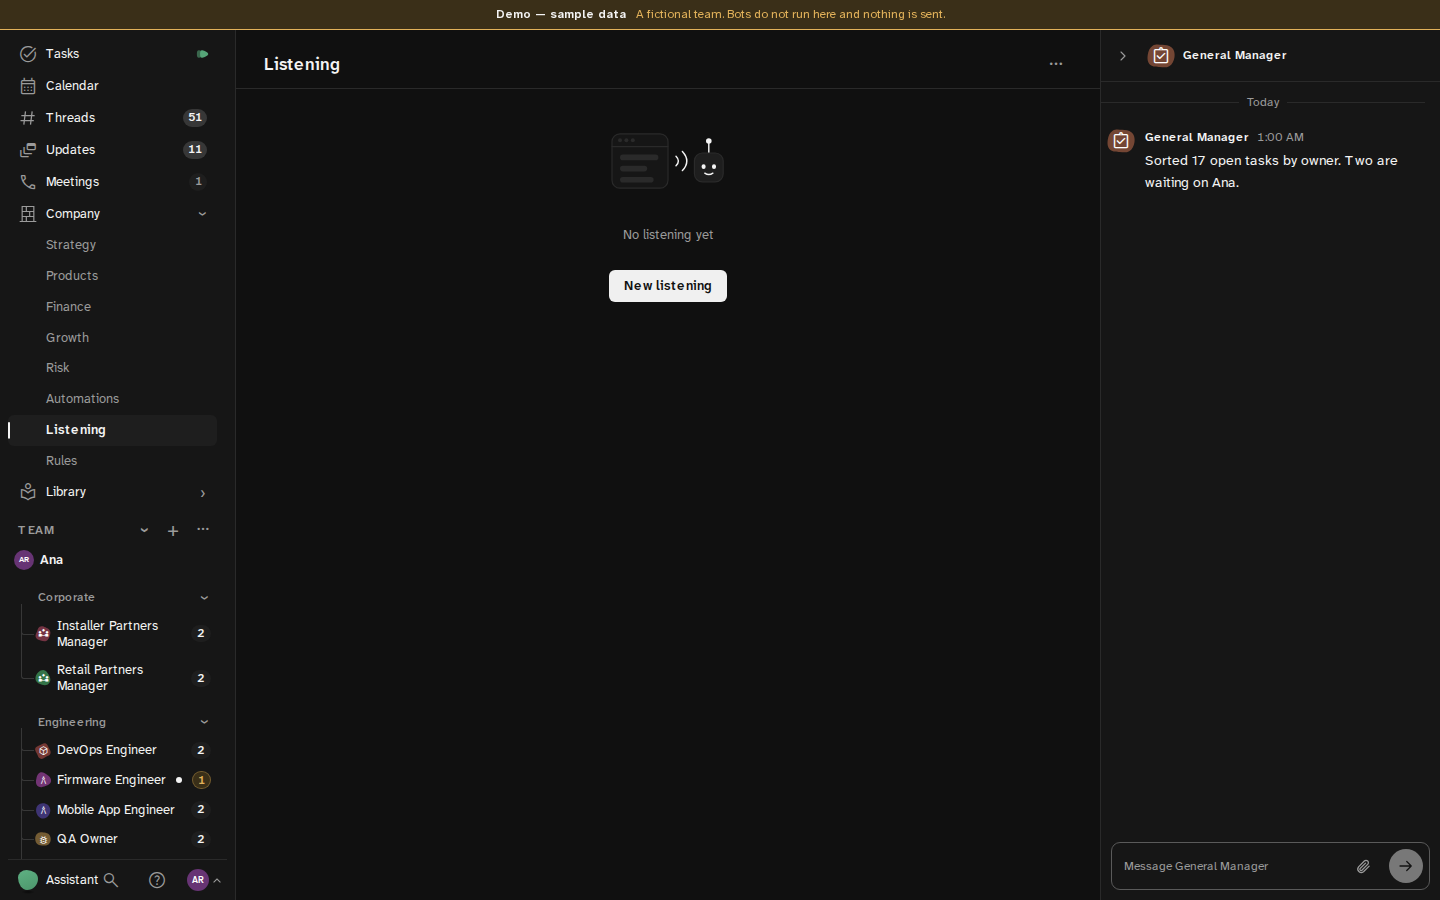 Demo — sample data A fictional team. Bots do not run here and nothing is sent.
Tasks
Calendar
Threads 51
Updates 11
Meetings 1
Company
Strategy
Products
Finance
Growth
Risk
Automations
Listening
Rules
Library
TEAM
AR Ana
Corporate
Installer Partners
Manager 2
Retail Partners
Manager 2
Engineering
DevOps Engineer 2
Firmware Engineer 1
Mobile App Engineer 2
QA Owner 2
Assistant AR
Listening
No listening yet
New listening
General Manager
Today
General Manager 1:00 AM
Sorted 17 open tasks by owner. Two are
waiting on Ana.
Message General Manager